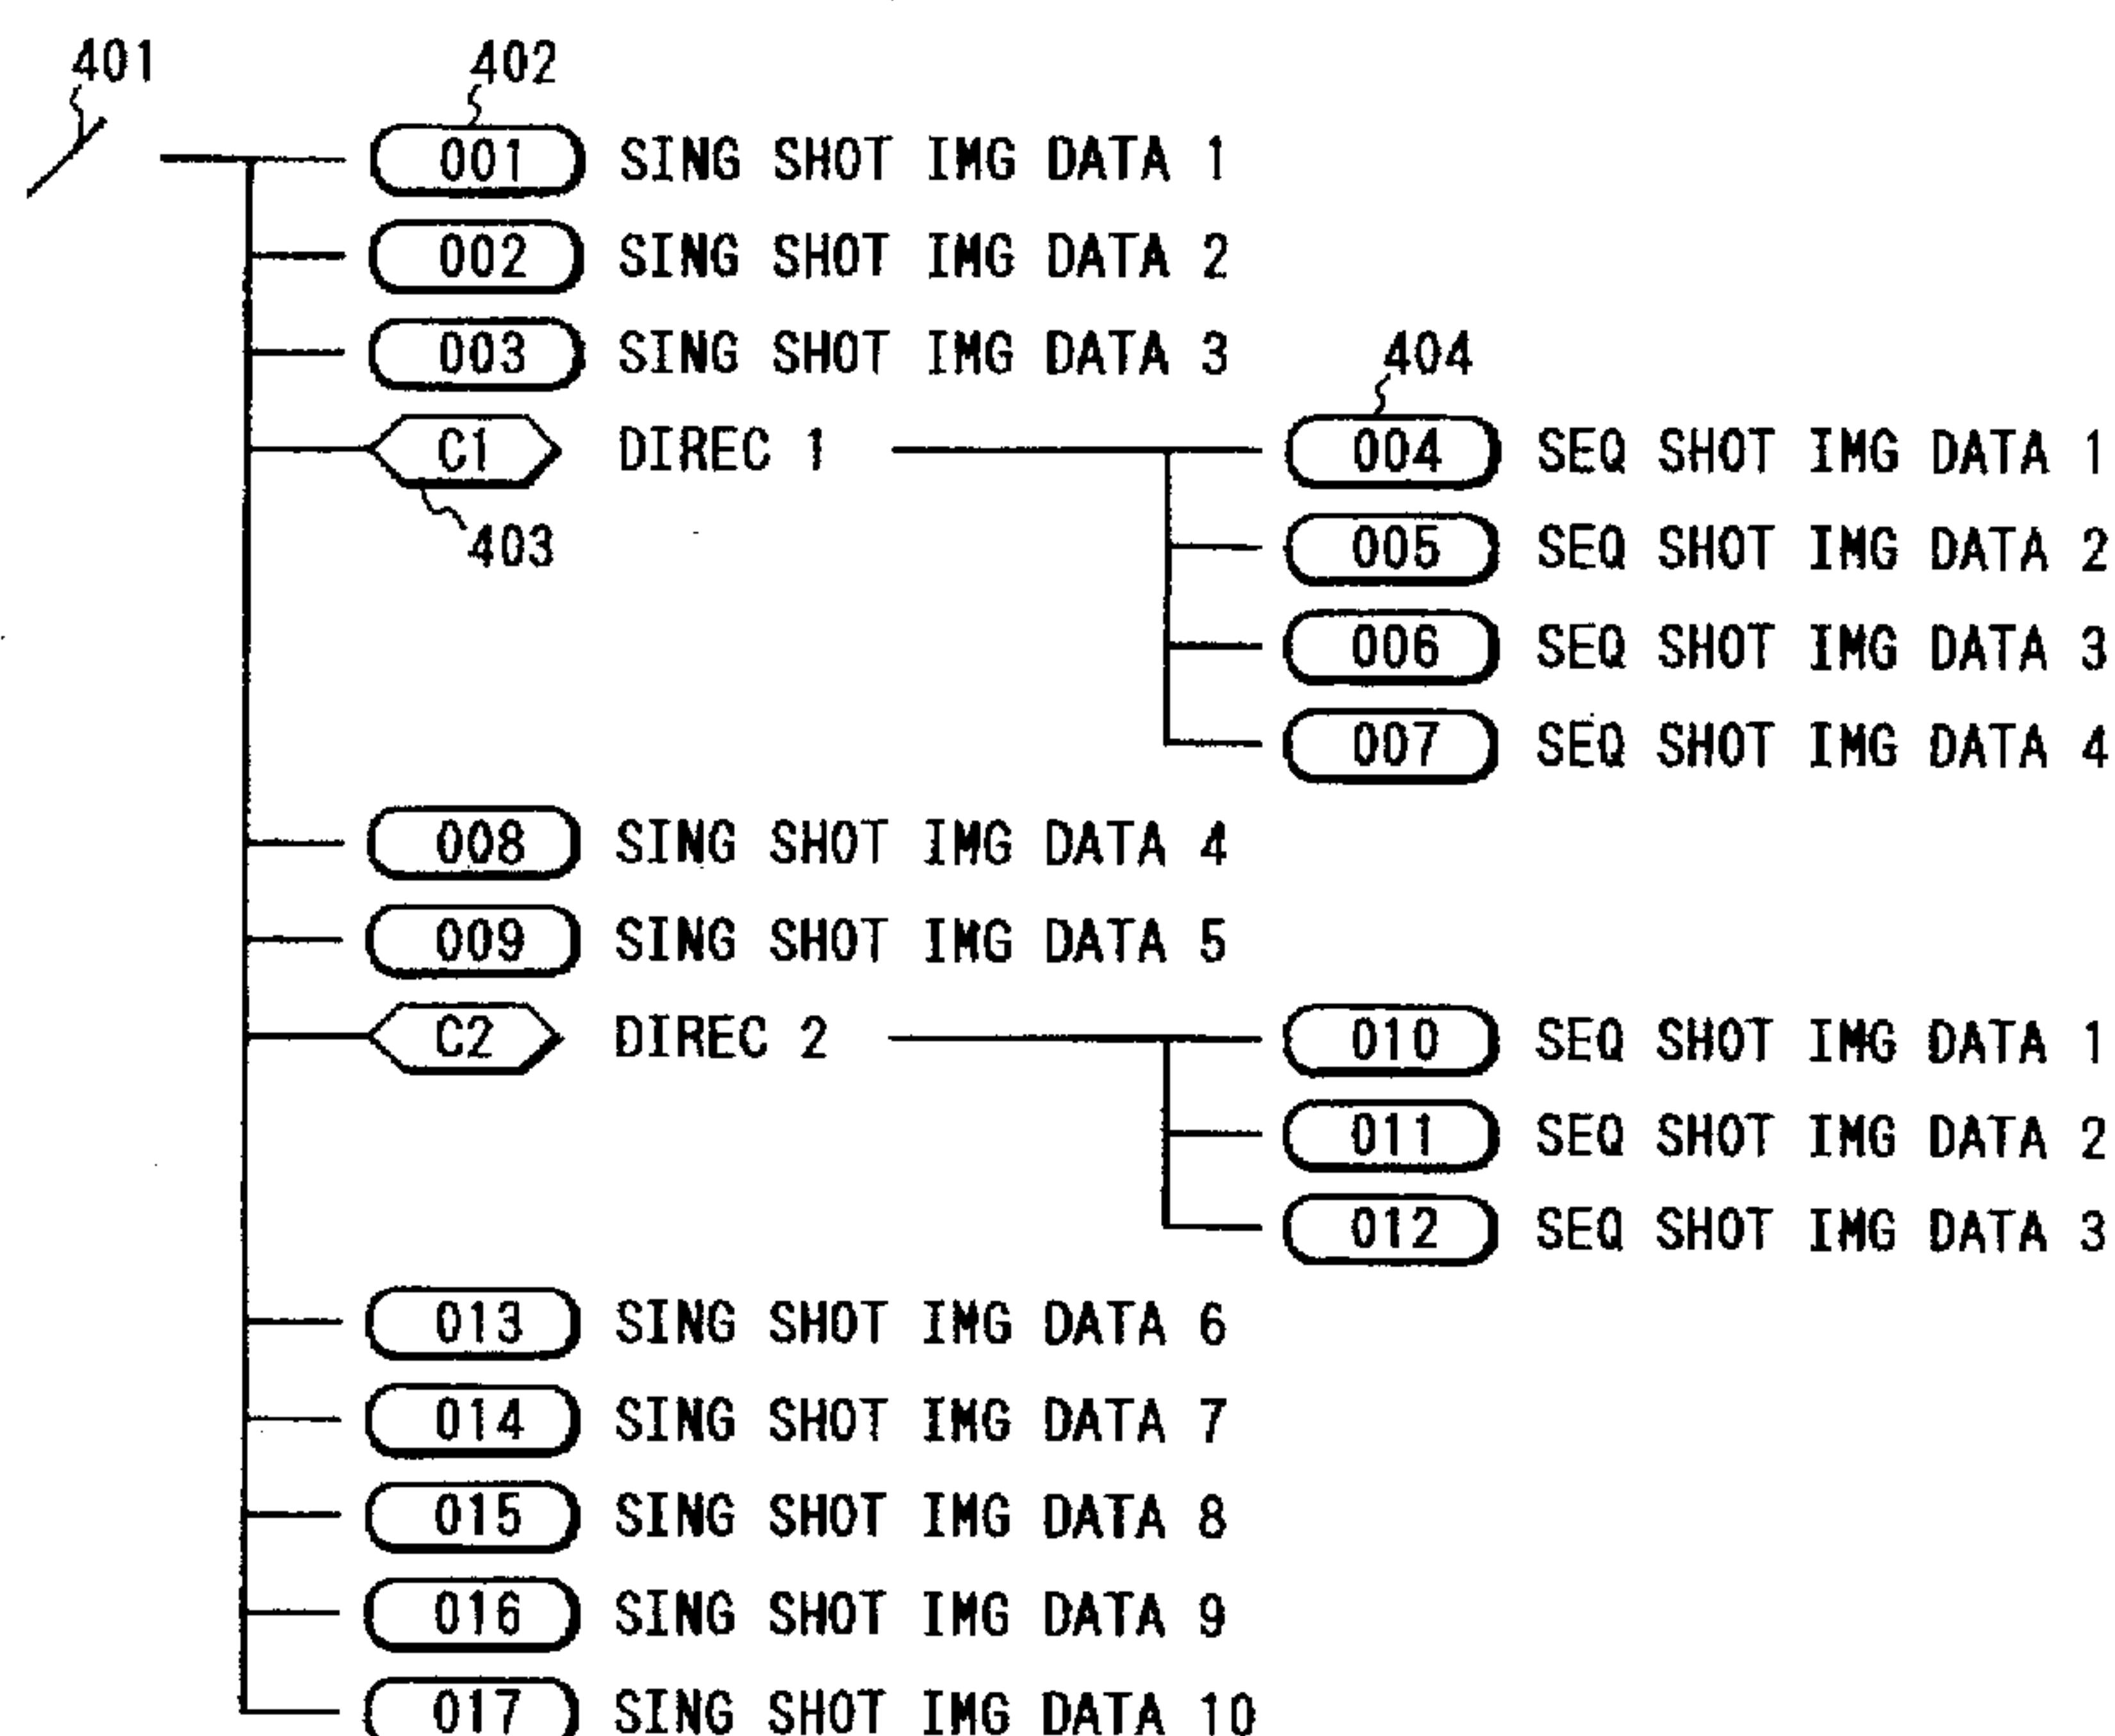 401 402
001 SING SHOT IMG DATA 1
002 SING SHOT IMG DATA 2
003 SING SHOT IMG DATA 3
404
C1 DIREC 1 004 SEQ SHOT IMG DATA 1
403 005 SEQ SHOT IMG DATA 2
006 SEQ SHOT IMG DATA 3
007 SEQ SHOT IMG DATA 4
008 SING SHOT IMG DATA 4
009 SING SHOT IMG DATA 5
C2 DIREC 2 010 SEQ SHOT IMG DATA 1
011 SEQ SHOT IMG DATA 2
012 SEQ SHOT IMG DATA 3
013 SING SHOT IMG DATA 6
014 SING SHOT IMG DATA 7
015 SING SHOT IMG DATA 8
016 SING SHOT IMG DATA 9
017 SING SHOT IMG DATA 10